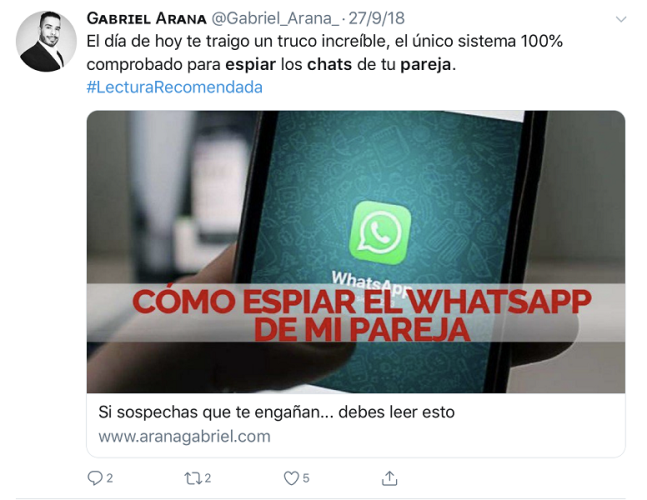 Gabriel Arana @Gabriel_Arana_ · 27/9/18
El día de hoy te traigo un truco increíble, el único sistema 100%
comprobado para espiar los chats de tu pareja.
#LecturaRecomendada
WhatsApp
CÓMO ESPIAR EL WHATSAPP
DE MI PAREJA
Si sospechas que te engañan... debes leer esto
www.aranagabriel.com
2 2 5